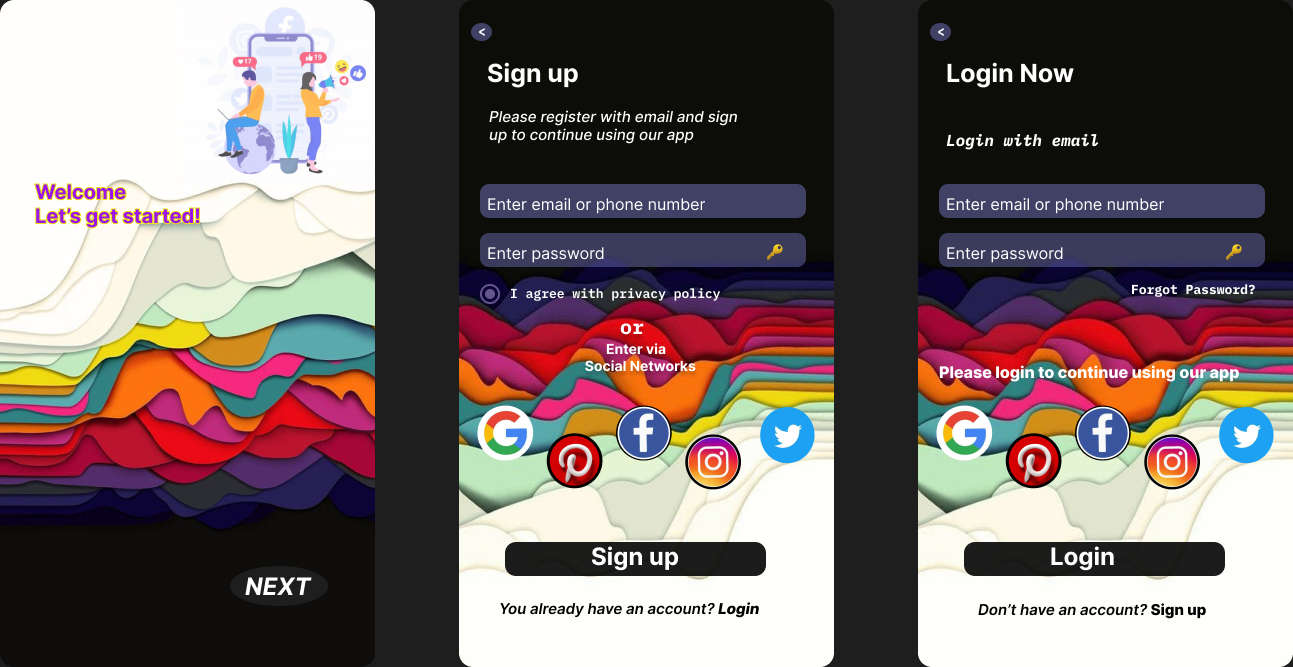 17
19
Welcome
Let's get started!
NEXT
<
Sign up
Please register with email and sign
up to continue using our app
Enter email or phone number
Enter password
I agree with privacy policy
or
Enter via
Social Networks
Sign up
You already have an account? Login
<
Login Now
Login with email
Enter email or phone number
Enter password
Forgot Password?
Please login to continue using our app
Login
Don't have an account? Sign up